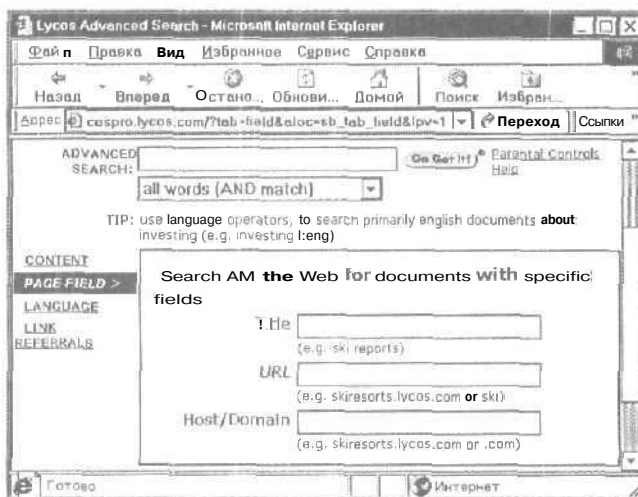 Lycos Advanced Search - Microsoft Internet Explorer
Файл Правка Вид Избранное Сервис Справка
Назад Вперед Остано... Обнови... Домой Поиск Избран...
Адрес cospro.lycos.com/?tab=field&aloc=sb_tab_field&lpv=1 Переход Ссылки »
ADVANCED SEARCH: Go Get It! Parental Controls
Help
all words (AND match)
TIP: use language operators, to search primarily english documents about
investing (e.g. investing l:eng)
CONTENT
PAGE FIELD >
LANGUAGE
LINK
REFERRALS
Search AM the Web for documents with specific
fields
!.He
(e.g. ski reports)
URL
(e.g. skiresorts.lycos.com or ski)
Host/Domain
(e.g. skiresorts.lycos.com or .com)
Готово Интернет